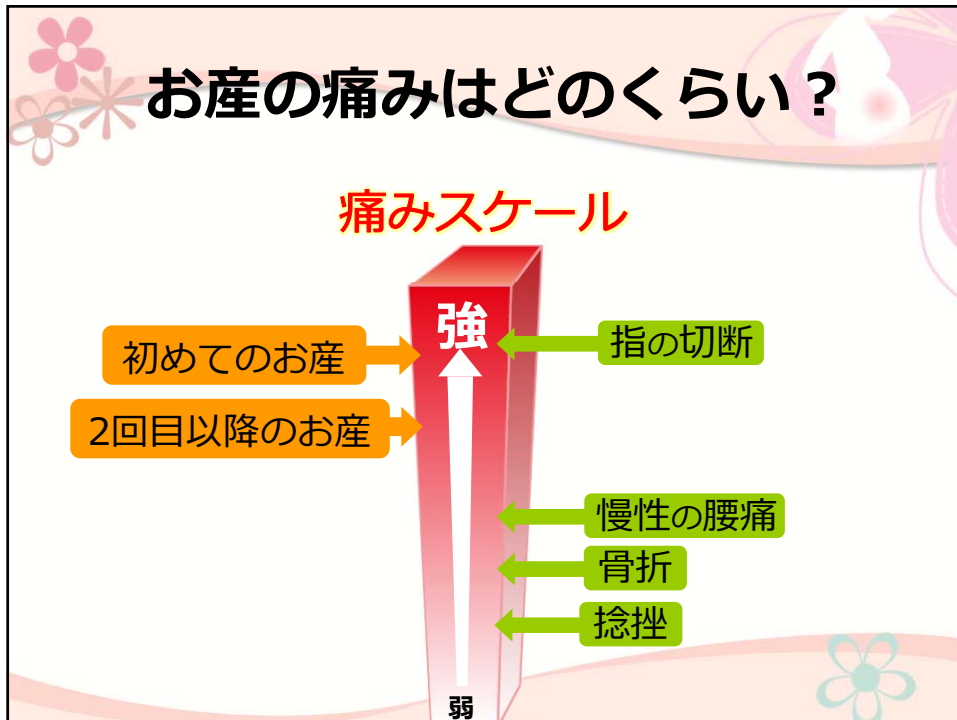 お産の痛みはどのくらい？
痛みスケール
強
初めてのお産
指の切断
2回目以降のお産
慢性の腰痛
骨折
捻挫
弱